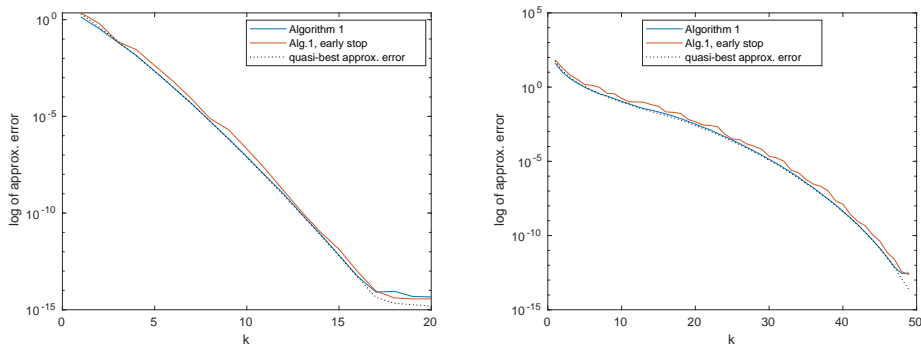 10^0
10^-5
10^-10
10^-15
0
5
10
15
20
k
log of approx. error
Algorithm 1
Alg.1, early stop
quasi-best approx. error
10^5
10^0
10^-5
10^-10
10^-15
0
10
20
30
40
50
k
log of approx. error
Algorithm 1
Alg.1, early stop
quasi-best approx. error